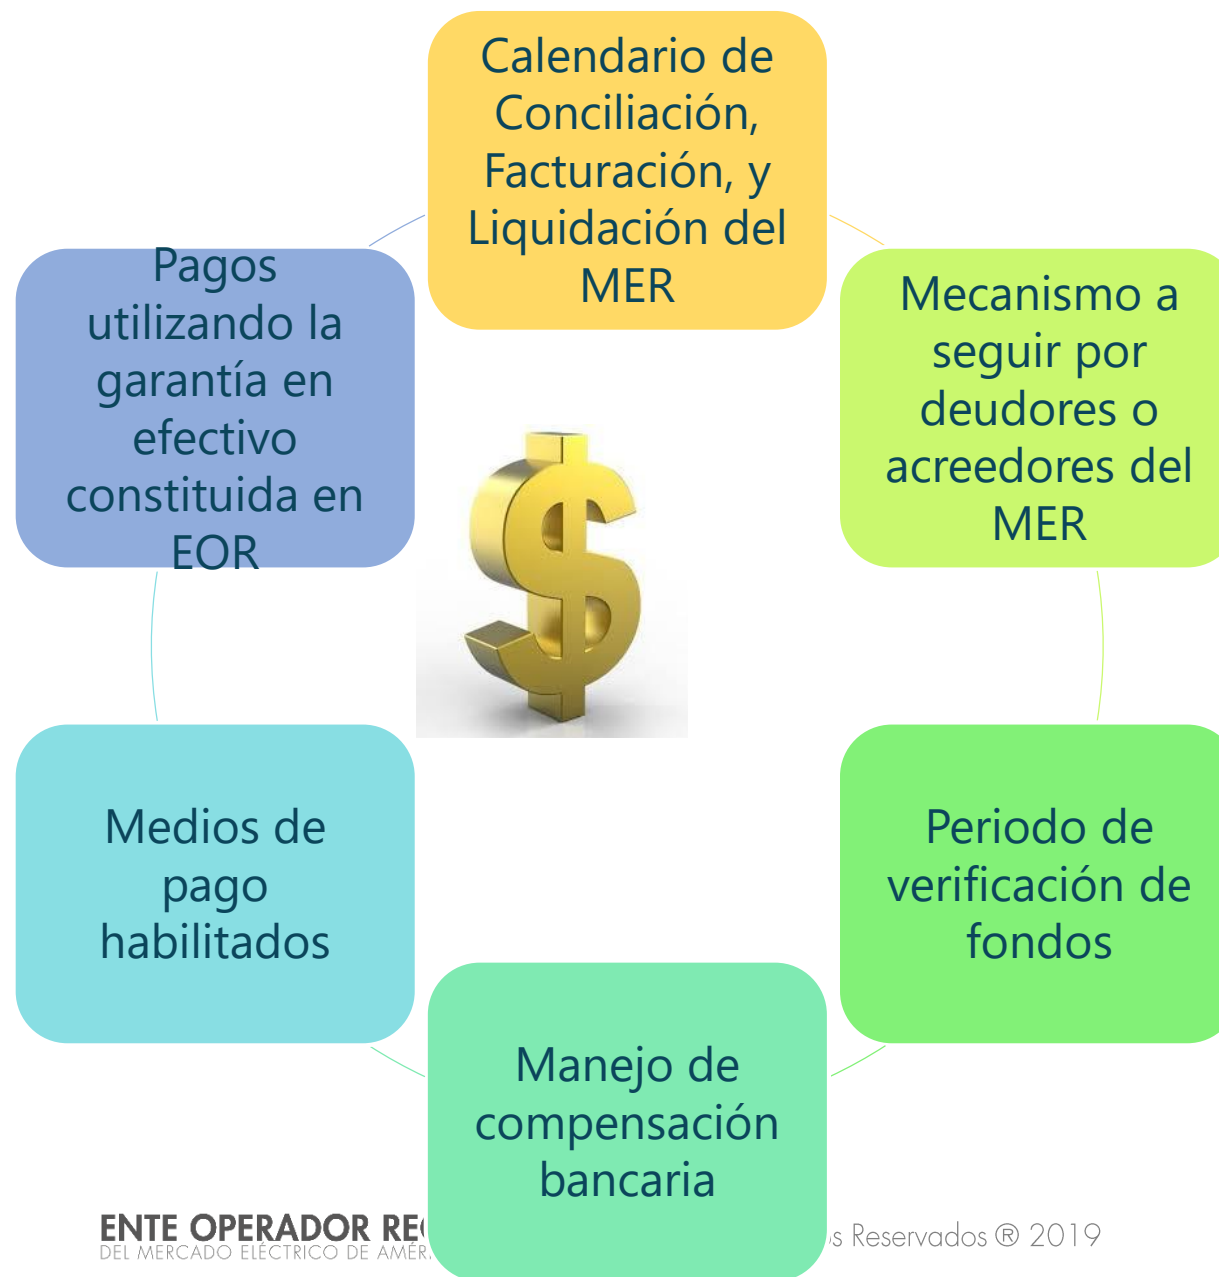 Calendario de
Conciliación,
Facturación, y
Liquidación del
MER
Mecanismo a
seguir por
deudores o
acreedores del
MER
Periodo de
verificación de
fondos
Manejo de
compensación
bancaria
Medios de
pago
habilitados
Pagos
utilizando la
garantía en
efectivo
constituida en
EOR
ENTE OPERADOR
DEL MERCADO ELÉCTRICO DE
Reservados ® 2019